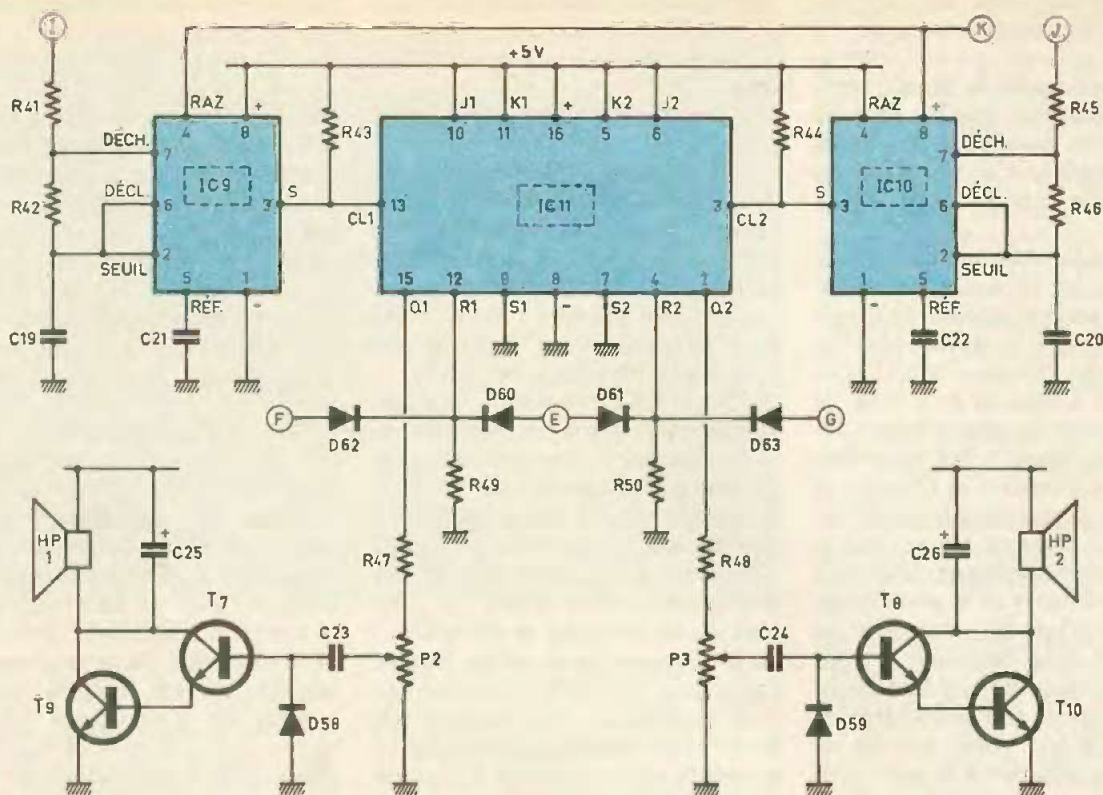 I
K
J
+5V
R41
RAZ
+
R43
J1
K1
+
K2
J2
R44
RAZ
+
R45
4
8
10
11
16
5
6
4
8
DÉCH.
7
7
DÉCH.
R42
DÉCL.
6
IC9
3
S
CL1
13
IC11
3
CL2
S
3
IC10
6
DÉCL.
R46
2
2
SEUIL
SEUIL
5
1
15
12
9
8
7
4
1
1
5
RÉF.
-
Q1
R1
S1
-
S2
R2
Q2
-
RÉF.
C19
C21
C22
C20
F
D62
D60
E
D61
D63
G
R49
R50
HP
1
C25
R47
R48
C26
HP
2
T7
C23
P2
P3
C24
T8
T9
D58
D59
T10